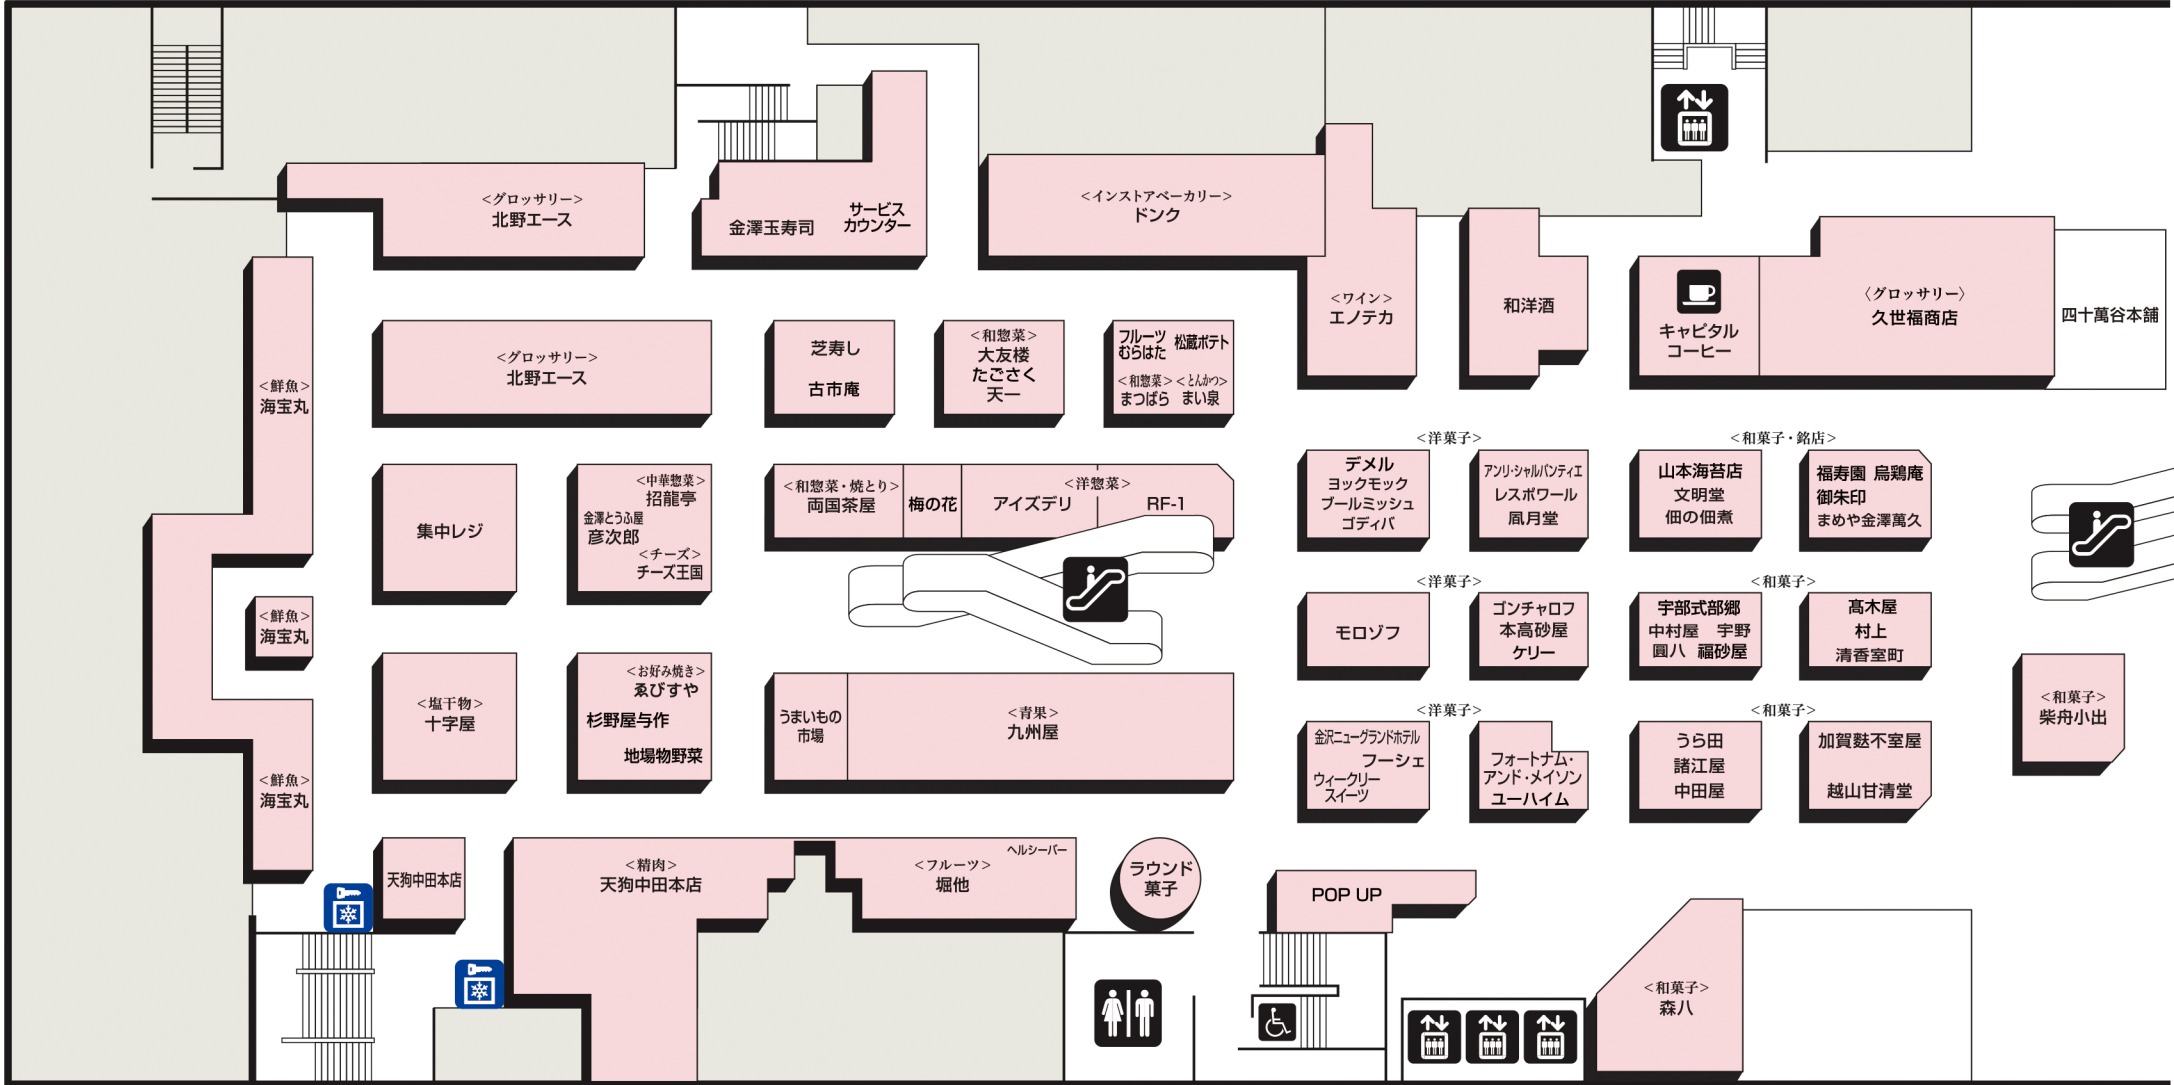 <グロッサリー>
北野エース
金澤玉寿司
サービス
カウンター
<インストアベーカリー>
ドンク
<ワイン>
エノテカ
和洋酒
キャピタル
コーヒー
〈グロッサリー〉
久世福商店
四十萬谷本舗
<鮮魚>
海宝丸
<グロッサリー>
北野エース
芝寿し
古市庵
<和惣菜>
大友楼
たごさく
天一
フルーツ
むらはた
松蔵ポテト
<和惣菜>
まつばら
<とんかつ>
まい泉
集中レジ
<中華惣菜>
招龍亭
金澤とうふ屋
彦次郎
<チーズ>
チーズ王国
<和惣菜・焼とり>
両国茶屋
梅の花
<洋惣菜>
アイズデリ
RF-1
<洋菓子>
デメル
ヨックモック
ブールミッシュ
ゴディバ
アンリ・シャルパンティエ
レスポワール
凮月堂
<和菓子・銘店>
山本海苔店
文明堂
佃の佃煮
福寿園 烏鶏庵
御朱印
まめや金澤萬久
<鮮魚>
海宝丸
<洋菓子>
モロゾフ
ゴンチャロフ
本高砂屋
ケリー
<和菓子>
宇部式部郷
中村屋 宇野
圓八 福砂屋
髙木屋
村上
清香室町
<塩干物>
十字屋
<お好み焼き>
ゑびすや
杉野屋与作
地場物野菜
うまいもの
市場
<青果>
九州屋
<和菓子>
柴舟小出
<鮮魚>
海宝丸
<洋菓子>
金沢ニューグランドホテル
フーシェ
ウィークリー
スイーツ
フォートナム・
アンド・メイソン
ユーハイム
<和菓子>
うら田
諸江屋
中田屋
加賀麩不室屋
越山甘清堂
天狗中田本店
<精肉>
天狗中田本店
<フルーツ>
堀他
ヘルシーバー
ラウンド
菓子
POP UP
<和菓子>
森八